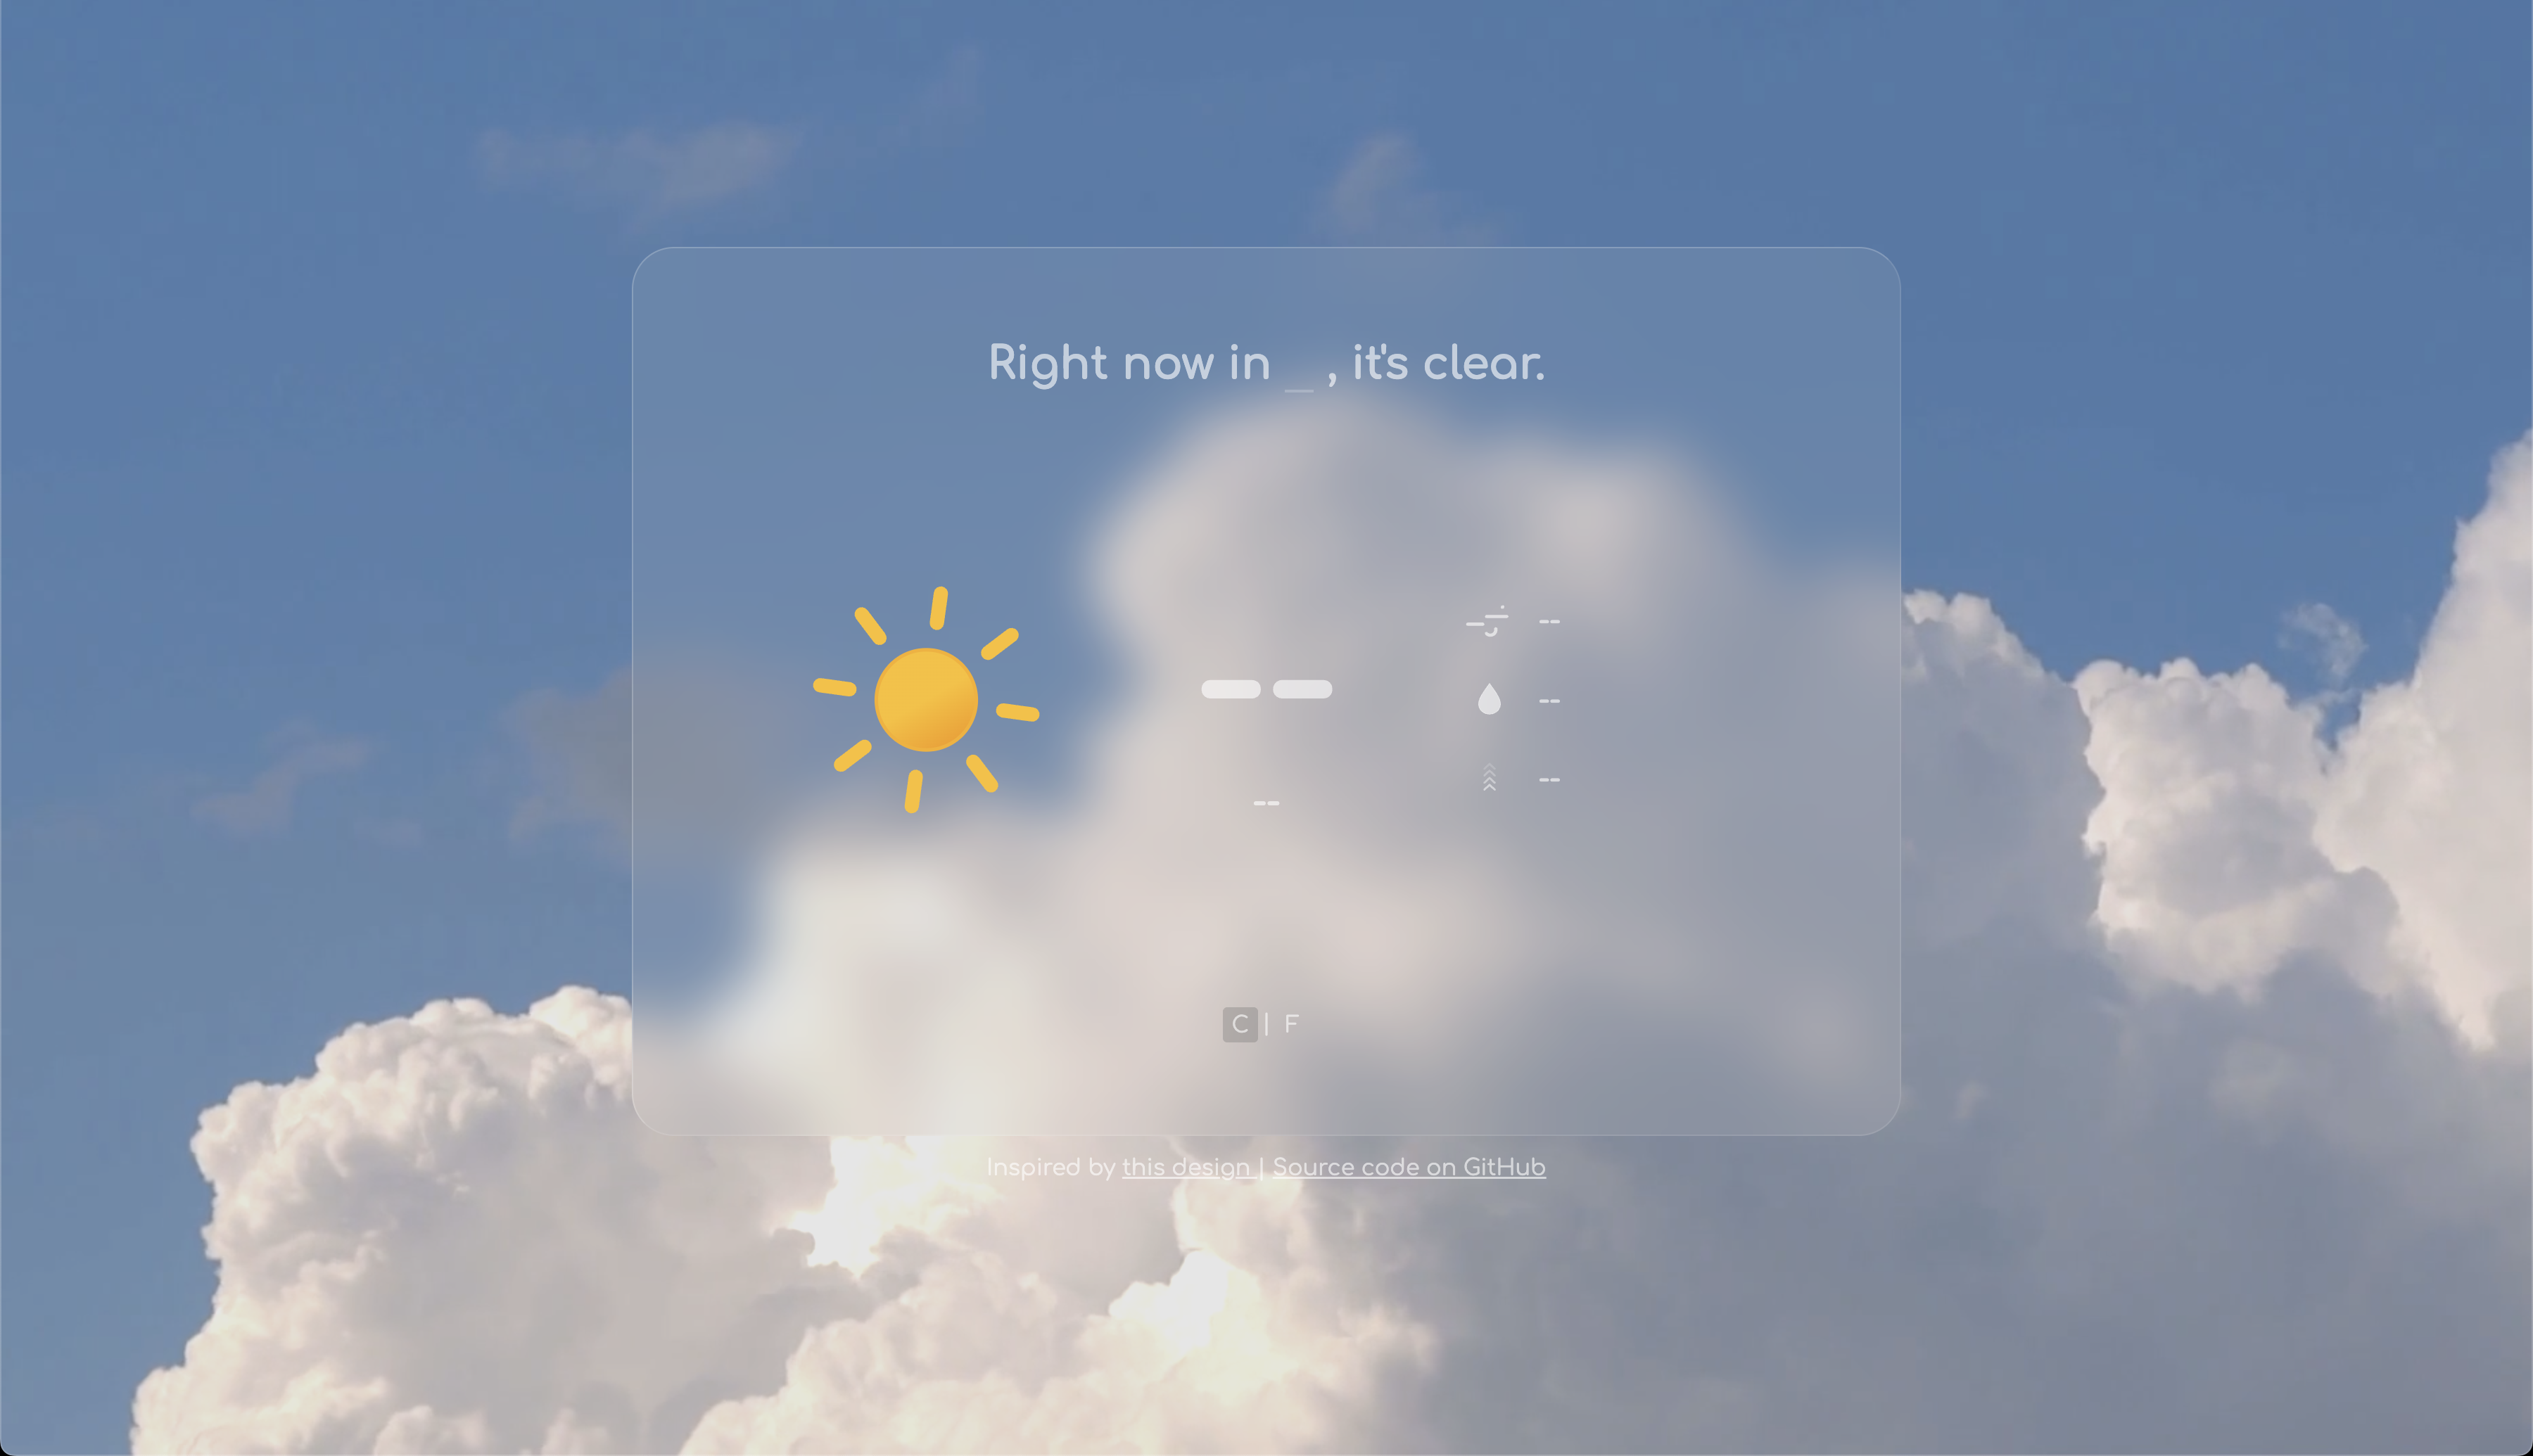 Right now in _ , it's clear.
--
--
--
--
--
C | F
Inspired by this design | Source code on GitHub